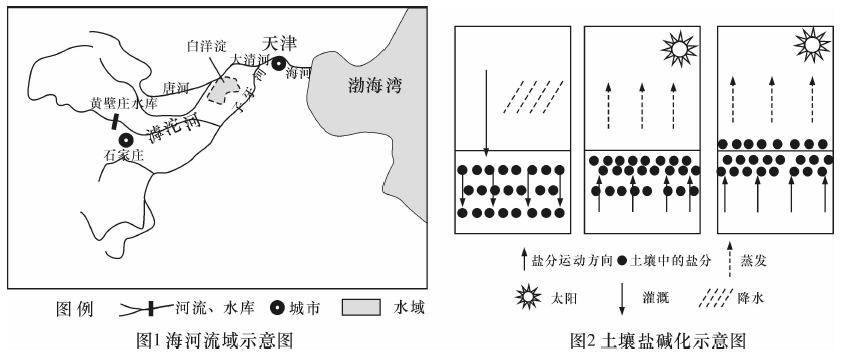 白洋淀
大清河
天津
海河
子牙河
渤海湾
唐河
黄壁庄水库
滹沱河
石家庄
图例
河流、水库
城市
水域
图1 海河流域示意图
盐分运动方向
土壤中的盐分
蒸发
太阳
灌溉
降水
图2 土壤盐碱化示意图